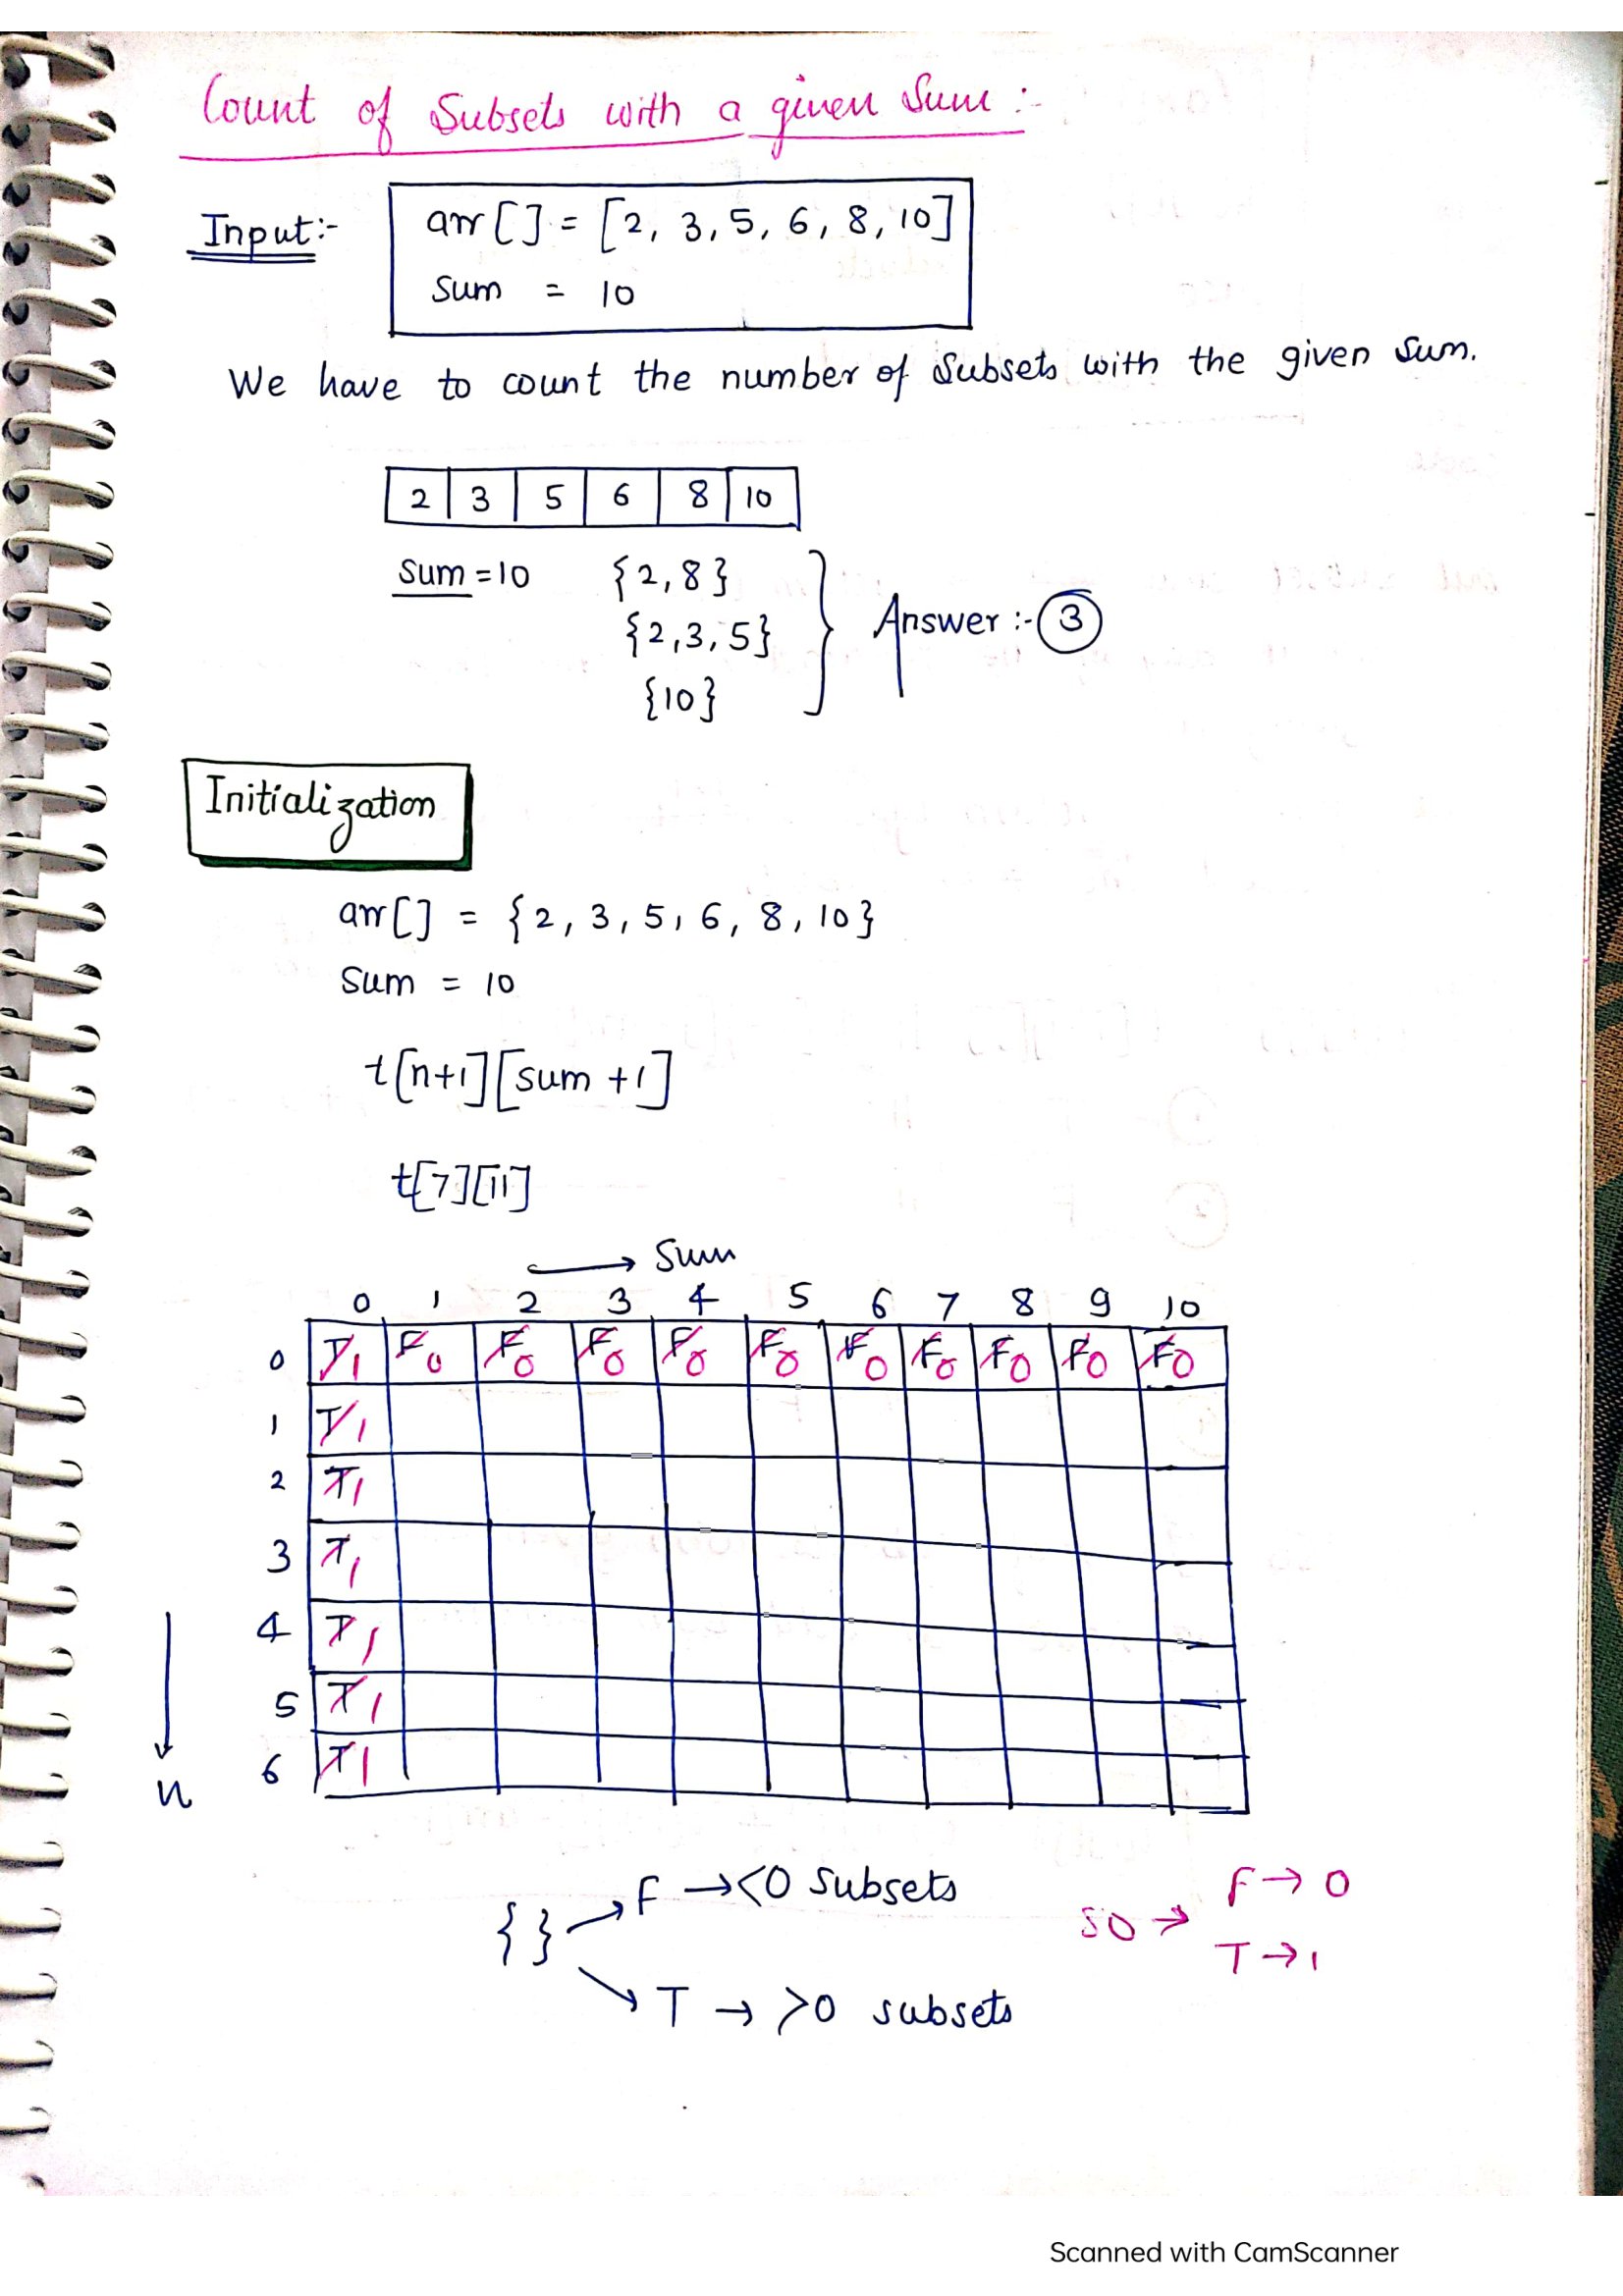 Count of Subsets with a given Sum :-
Input:- arr [] = [2, 3, 5, 6, 8, 10]
Sum = 10
We have to count the number of Subsets with the given Sum.
2 3 5 6 8 10
Sum = 10 {2, 8}
{2, 3, 5} Answer :- 3
{10}
Initialization
arr[] = {2, 3, 5, 6, 8, 10}
Sum = 10
t[n+1][sum +1]
t[7][11]
→ Sum
0 1 2 3 4 5 6 7 8 9 10
0 T 1 F 0 F 0 F 0 F 0 F 0 F 0 F 0 F 0 F 0 F 0
1 T 1
2 T 1
3 T 1
4 T 1
5 T 1
6 T 1
n
{ } → F → <0 Subsets
→ T → >0 subsets
SO → F → 0
T → 1
Scanned with CamScanner